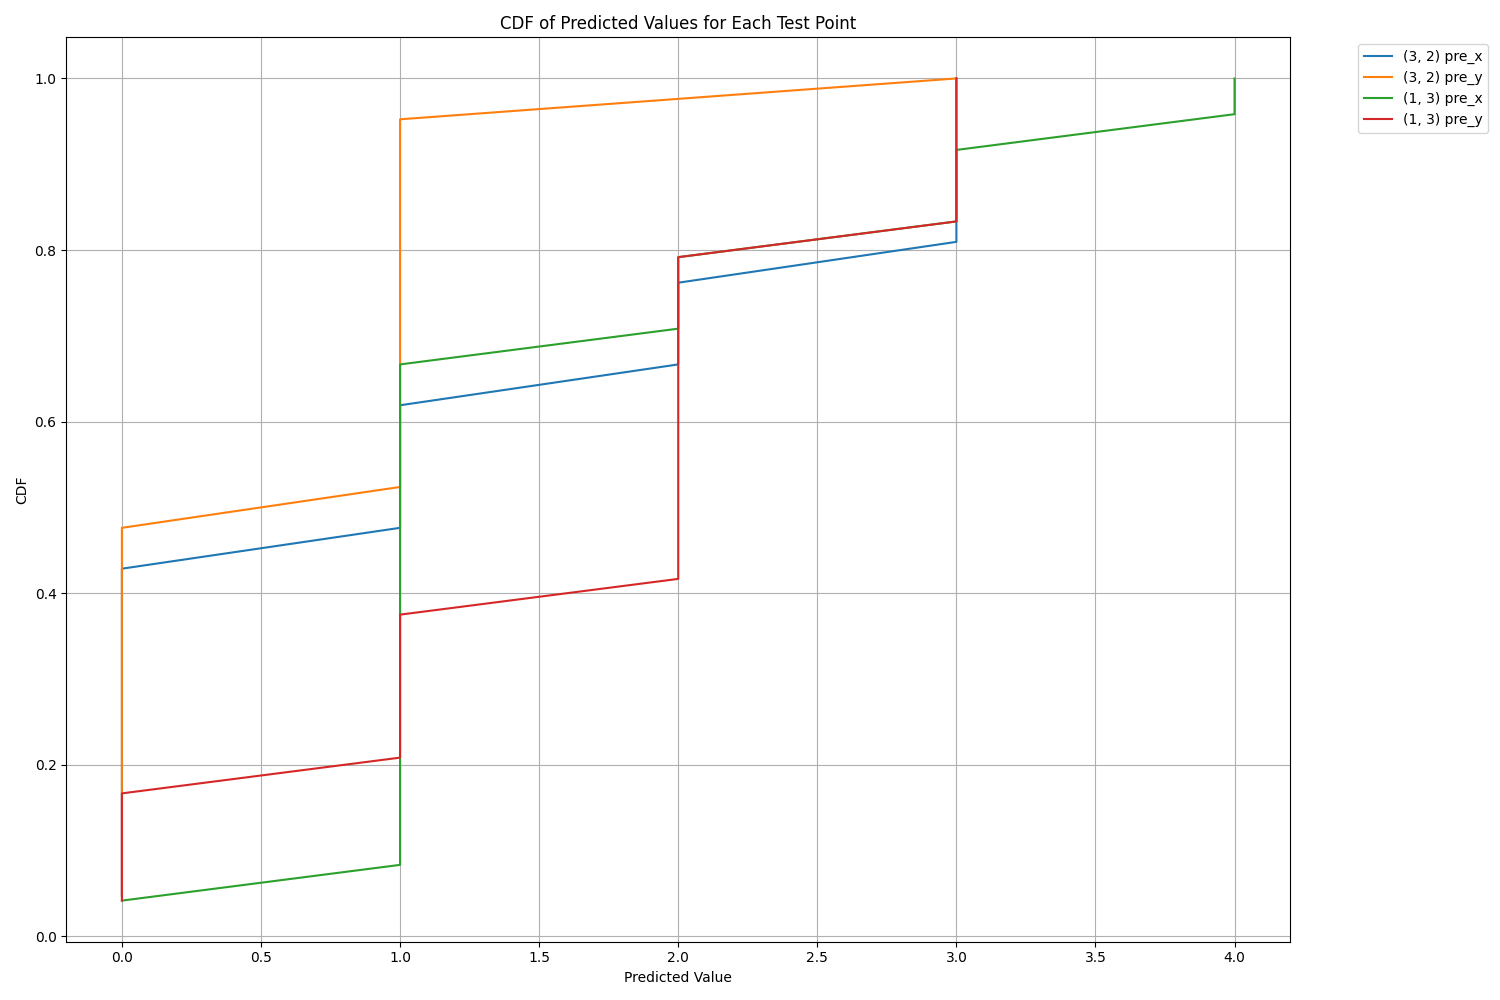 CDF of Predicted Values for Each Test Point
(3, 2) pre_x
(3, 2) pre_y
(1, 3) pre_x
(1, 3) pre_y
1.0
0.8
0.6
0.4
0.2
0.0
CDF
0.0 0.5 1.0 1.5 2.0 2.5 3.0 3.5 4.0
Predicted Value